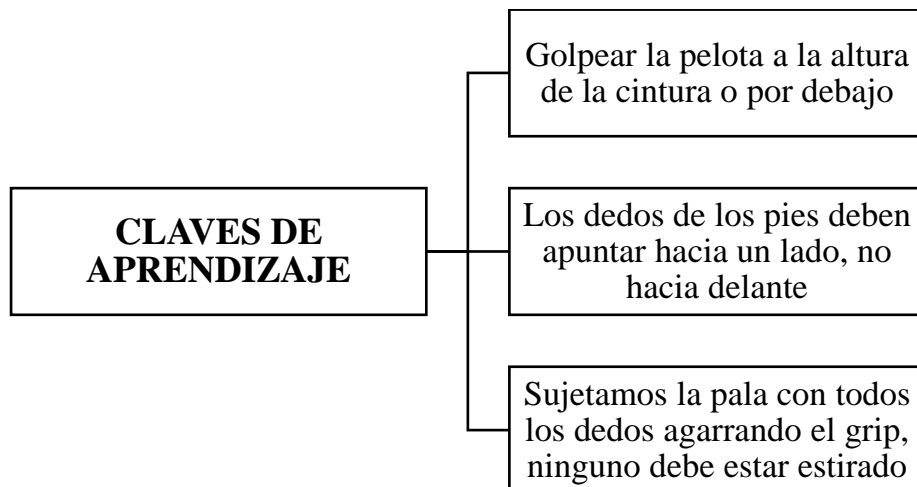 CLAVES DE
APRENDIZAJE
Golpear la pelota a la altura
de la cintura o por debajo
Los dedos de los pies deben
apuntar hacia un lado, no
hacia delante
Sujetamos la pala con todos
los dedos agarrando el grip,
ninguno debe estar estirado